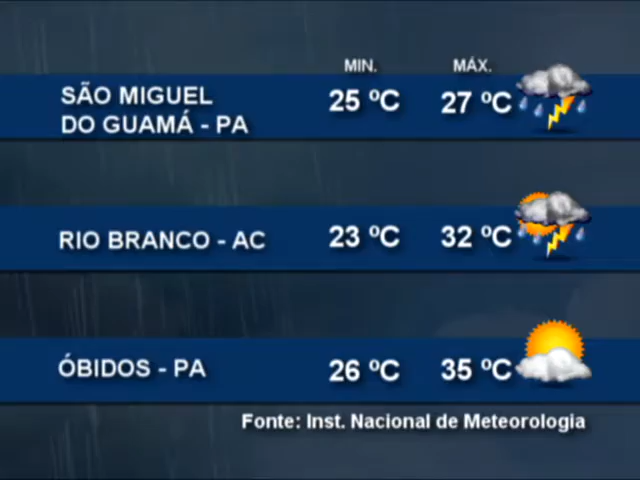 MIN. MÁX.
SÃO MIGUEL
DO GUAMÁ - PA 25 ºC 27 ºC
RIO BRANCO - AC 23 ºC 32 ºC
ÓBIDOS - PA 26 ºC 35 ºC
Fonte: Inst. Nacional de Meteorologia